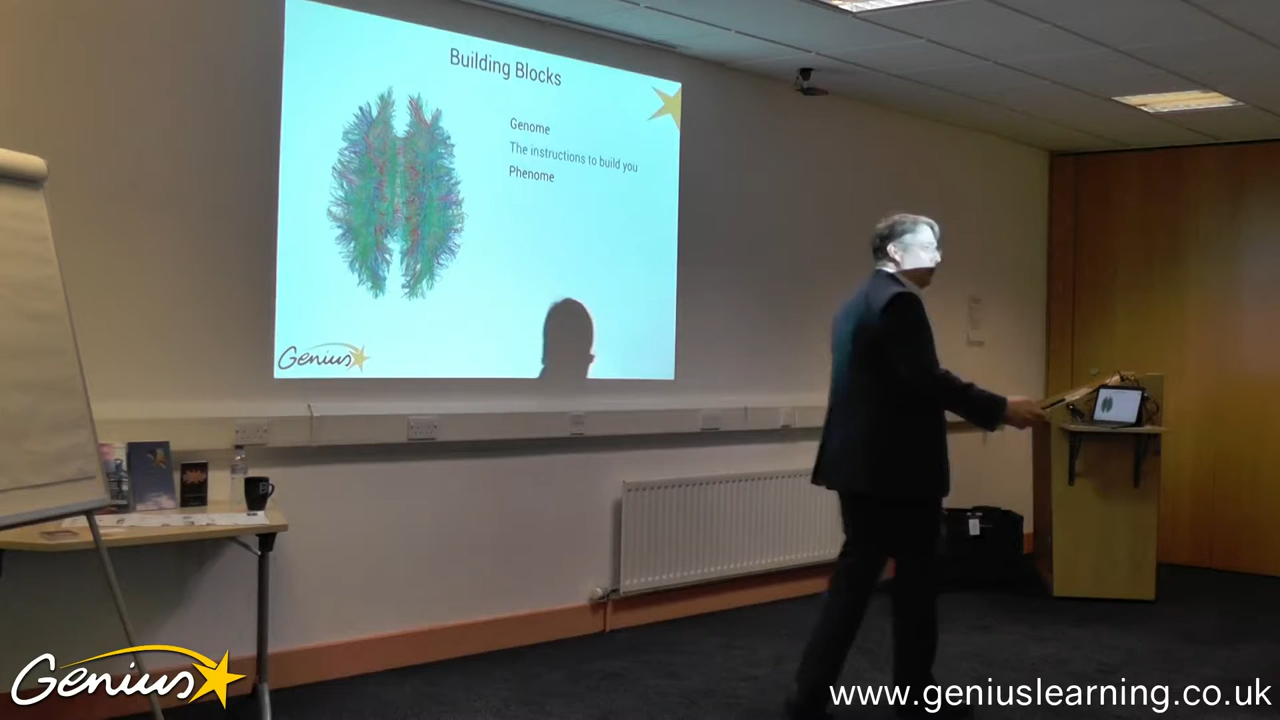 Building Blocks
Genome
The instructions to build you
Phenome
Genius
Genius
www.geniuslearning.co.uk